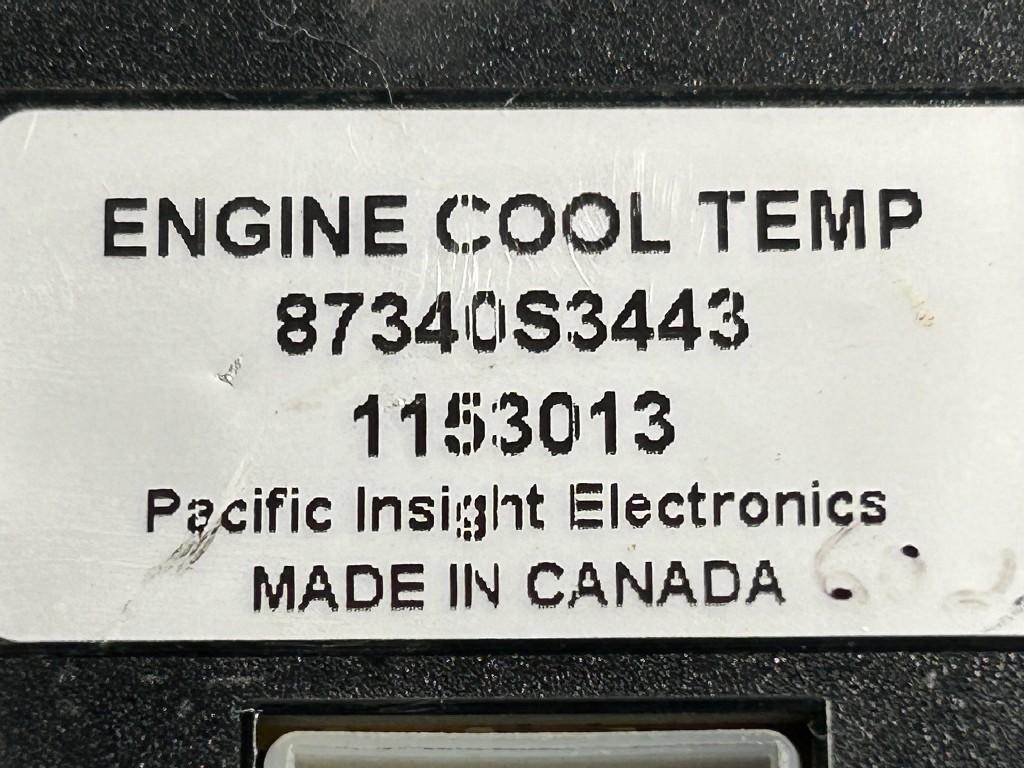 ENGINE COOL TEMP
87340S3443
1153013
Pacific Insight Electronics
MADE IN CANADA